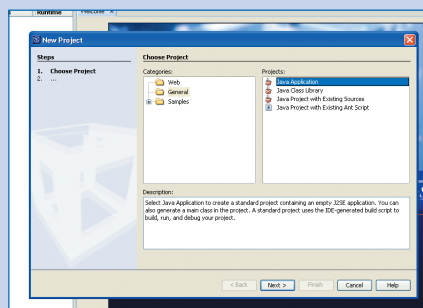 Runtime
Welcome ×
New Project
Steps
1. Choose Project
2. ...
Choose Project
Categories:
Web
General
Samples
Projects:
Java Application
Java Class Library
Java Project with Existing Sources
Java Project with Existing Ant Script
Description:
Select Java Application to create a standard project containing an empty J2SE application. You can
also generate a main class in the project. A standard project uses the IDE-generated build script to
build, run, and debug your project.
< Back
Next >
Finish
Cancel
Help